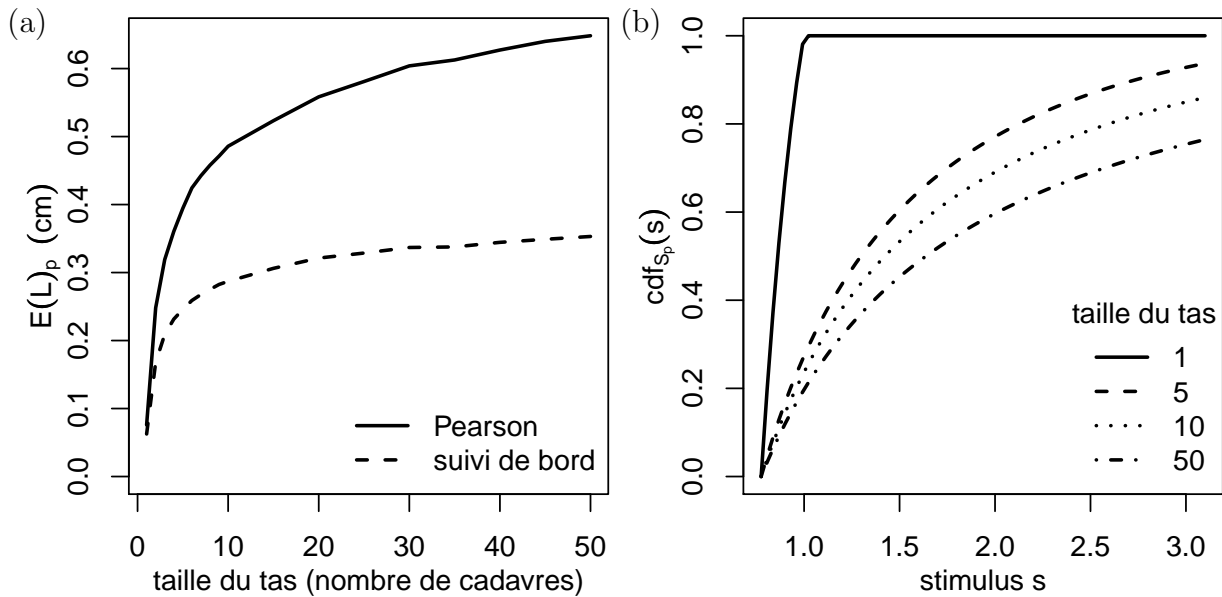 (a)
0.0 0.1 0.2 0.3 0.4 0.5 0.6
E(L)p (cm)
Pearson
suivi de bord
0 10 20 30 40 50
taille du tas (nombre de cadavres)
(b)
0.0 0.2 0.4 0.6 0.8 1.0
cdfSp(s)
taille du tas
1
5
10
50
1.0 1.5 2.0 2.5 3.0
stimulus s